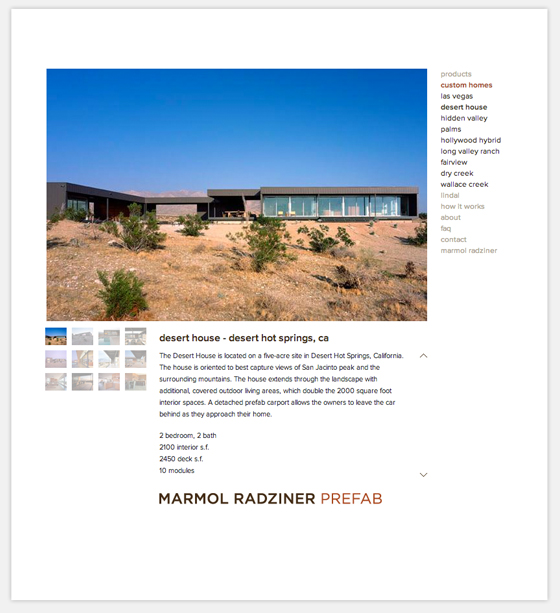 products
custom homes
las vegas
desert house
hidden valley
palms
hollywood hybrid
long valley ranch
fairview
dry creek
wallace creek
lindal
how it works
about
faq
contact
marmol radziner
desert house - desert hot springs, ca
The Desert House is located on a five-acre site in Desert Hot Springs, California.
The house is oriented to best capture views of San Jacinto peak and the
surrounding mountains. The house extends through the landscape with
additional, covered outdoor living areas, which double the 2000 square foot
interior spaces. A detached prefab carport allows the owners to leave the car
behind as they approach their home.
2 bedroom, 2 bath
2100 interior s.f.
2450 deck s.f.
10 modules
MARMOL RADZINER PREFAB